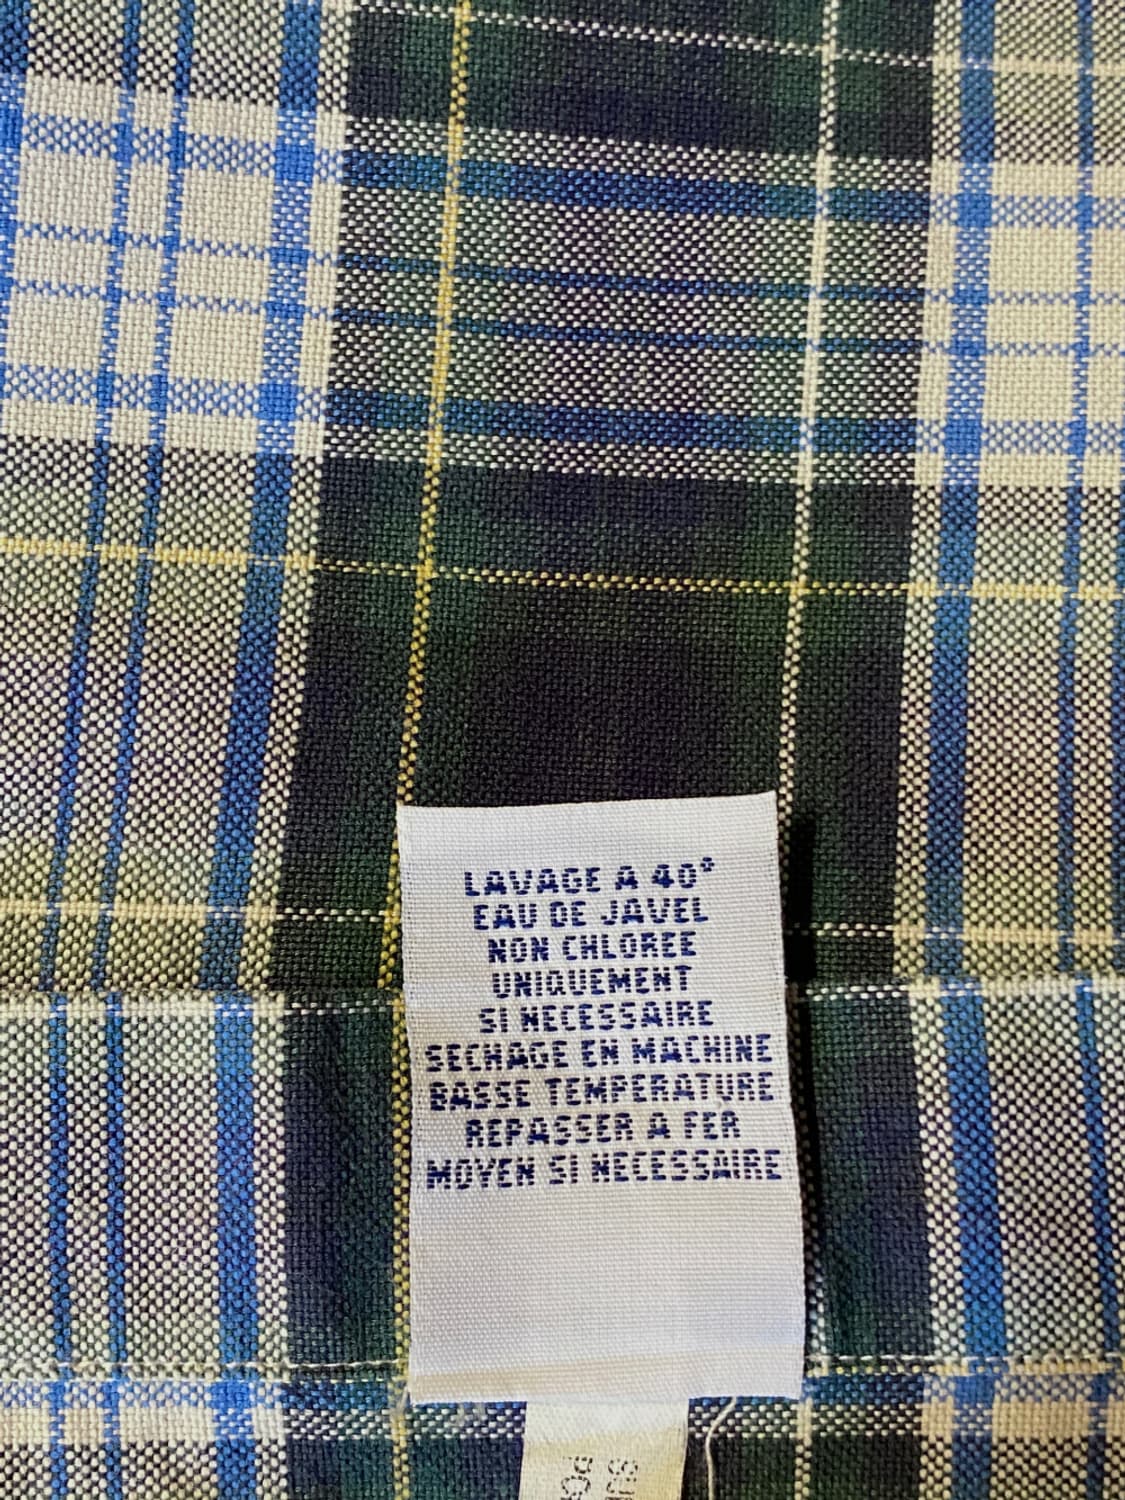 LAVAGE A 40°
EAU DE JAVEL
NON CHLOREE
UNIQUEMENT
SI NECESSAIRE
SECHAGE EN MACHINE
BASSE TEMPERATURE
REPASSER A FER
MOYEN SI NECESSAIRE